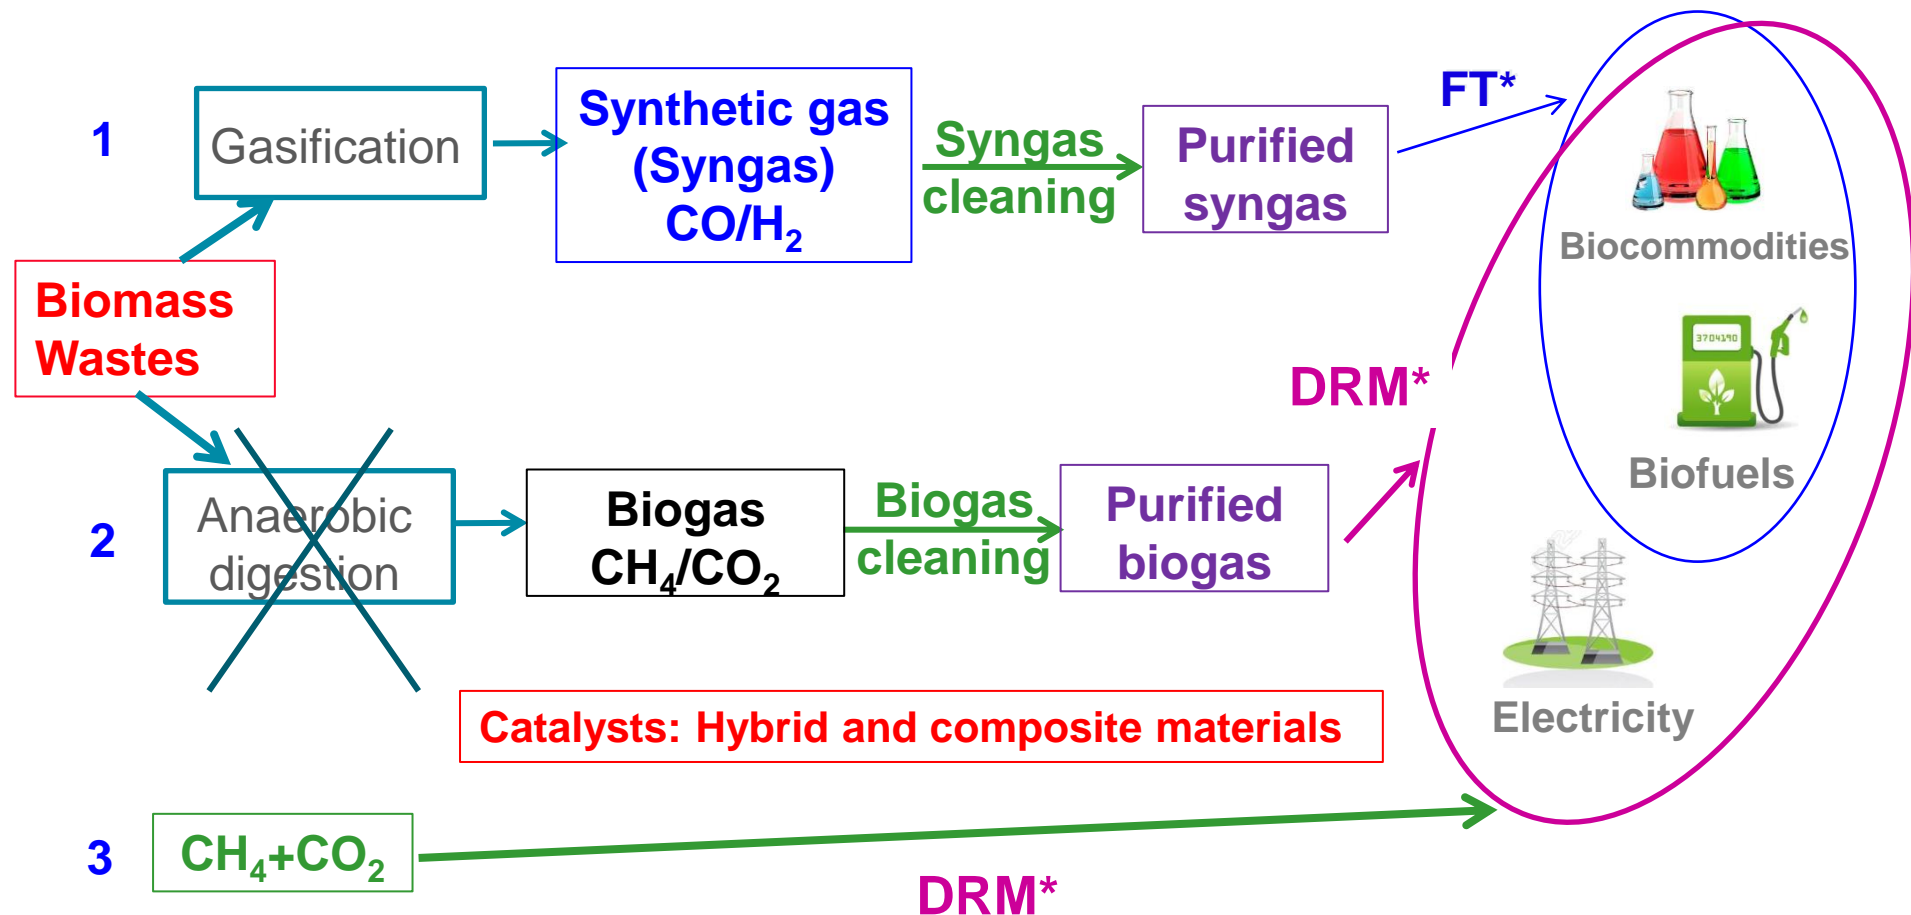 1
Gasification
Synthetic gas
(Syngas)
CO/H₂
Syngas
cleaning
Purified
syngas
FT*
Biocommodities
Biomass
Wastes
3704190
Biofuels
DRM*
2
Anaerobic
digestion
Biogas
CH₄/CO₂
Biogas
cleaning
Purified
biogas
Electricity
Catalysts: Hybrid and composite materials
3
CH₄+CO₂
DRM*